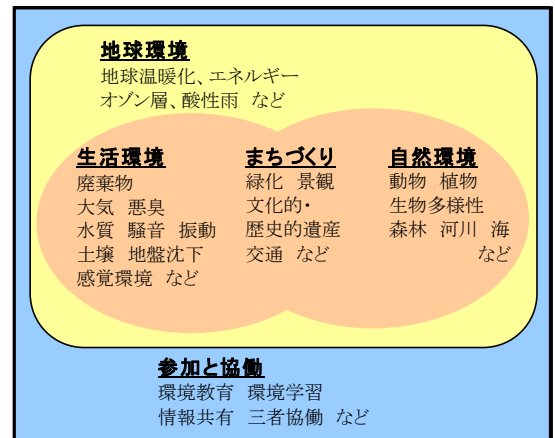 地球環境
地球温暖化、エネルギー
オゾン層、酸性雨 など
生活環境
廃棄物
大気 悪臭
水質 騒音 振動
土壌 地盤沈下
感覚環境 など
まちづくり
緑化 景観
文化的・
歴史的遺産
交通 など
自然環境
動物 植物
生物多様性
森林 河川 海
など
参加と協働
環境教育 環境学習
情報共有 三者協働 など